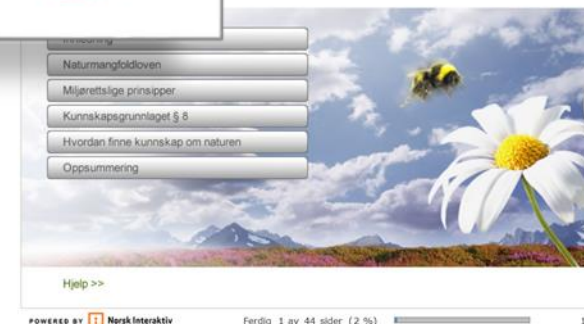 Naturmangfoldloven
Miljørettslige prinsipper
Kunnskapsgrunnlaget § 8
Hvordan finne kunnskap om naturen
Oppsummering
Hjelp >>
POWERED BY I Norsk Interaktiv
Ferdig 1 av 44 sider (2 %)